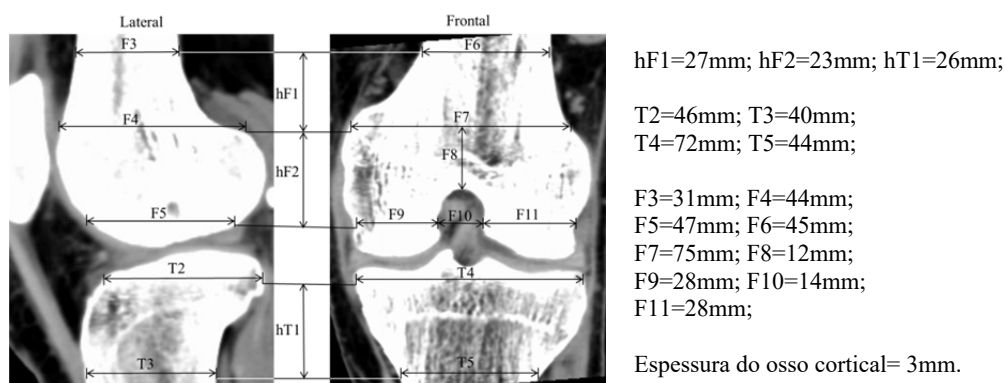 Lateral
Frontal
F3
F6
hF1
F4
F7
F8
hF2
F5
F9
F10
F11
T2
T4
hT1
T3
T5
hF1=27mm; hF2=23mm; hT1=26mm;
T2=46mm; T3=40mm;
T4=72mm; T5=44mm;
F3=31mm; F4=44mm;
F5=47mm; F6=45mm;
F7=75mm; F8=12mm;
F9=28mm; F10=14mm;
F11=28mm;
Espessura do osso cortical= 3mm.